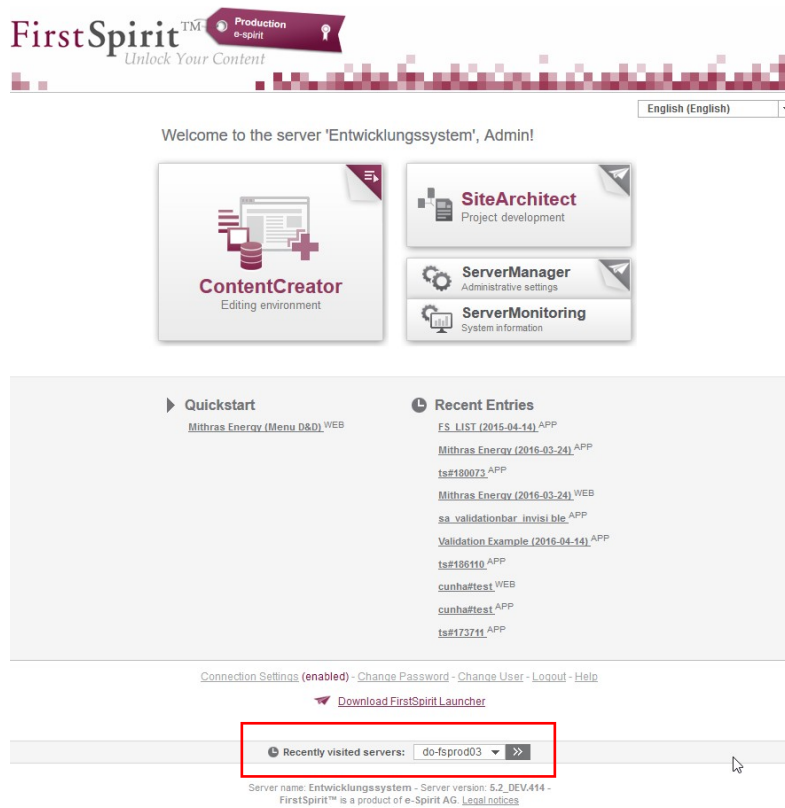 FirstSpirit™
Unlock Your Content
Production
e-spirit
English (English)
Welcome to the server 'Entwicklungssystem', Admin!
ContentCreator
Editing environment
SiteArchitect
Project development
ServerManager
Administrative settings
ServerMonitoring
System information
Quickstart
Mithras Energy (Menu D&D) WEB
Recent Entries
FS_LIST (2015-04-14) APP
Mithras Energy (2016-03-24) APP
ts#180073 APP
Mithras Energy (2016-03-24) WEB
sa_validationbar_invisi ble APP
Validation Example (2016-04-14) APP
ts#186110 APP
cunha#test WEB
cunha#test APP
ts#173711 APP
Connection Settings (enabled) - Change Password - Change User - Logout - Help
Download FirstSpirit Launcher
Recently visited servers: do-fsprod03
Server name: Entwicklungssystem - Server version: 5.2_DEV.414 -
FirstSpirit™ is a product of e-Spirit AG. Legal notices